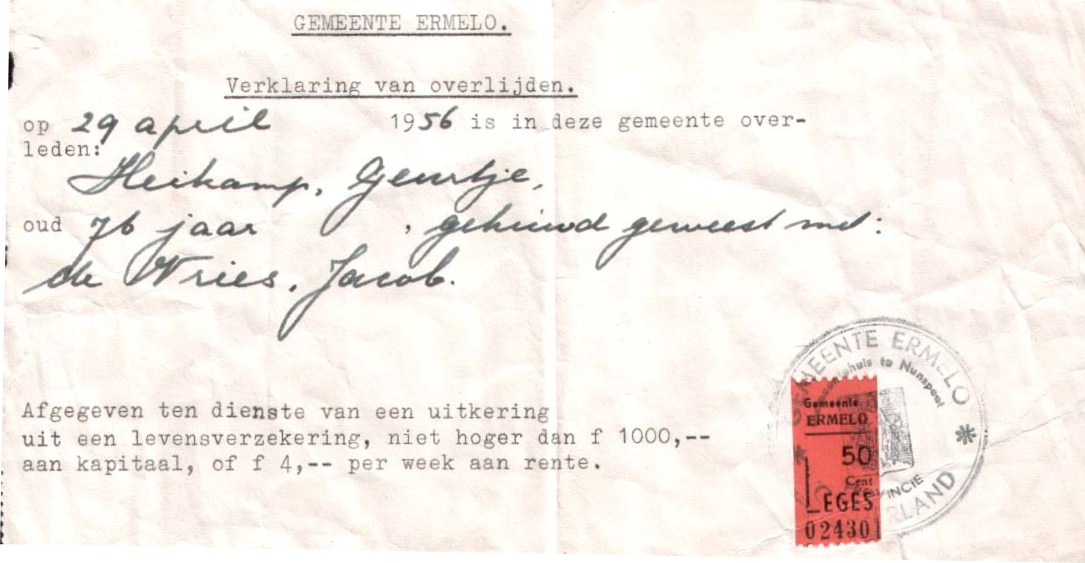 GEMEENTE ERMELO.
Verklaring van overlijden.
op 29 april 1956 is in deze gemeente over-
leden:
Heikamp, Geurtje,
oud 76 jaar , gehuwd geweest met:
de Vries, Jacob.
Afgegeven ten dienste van een uitkering
uit een levensverzekering, niet hoger dan f 1000,--
aan kapitaal, of f 4,-- per week aan rente.
GEMEENTE ERMELO
te Nunspeet
Gemeente
ERMELO
50
Cent
LEGES
02430